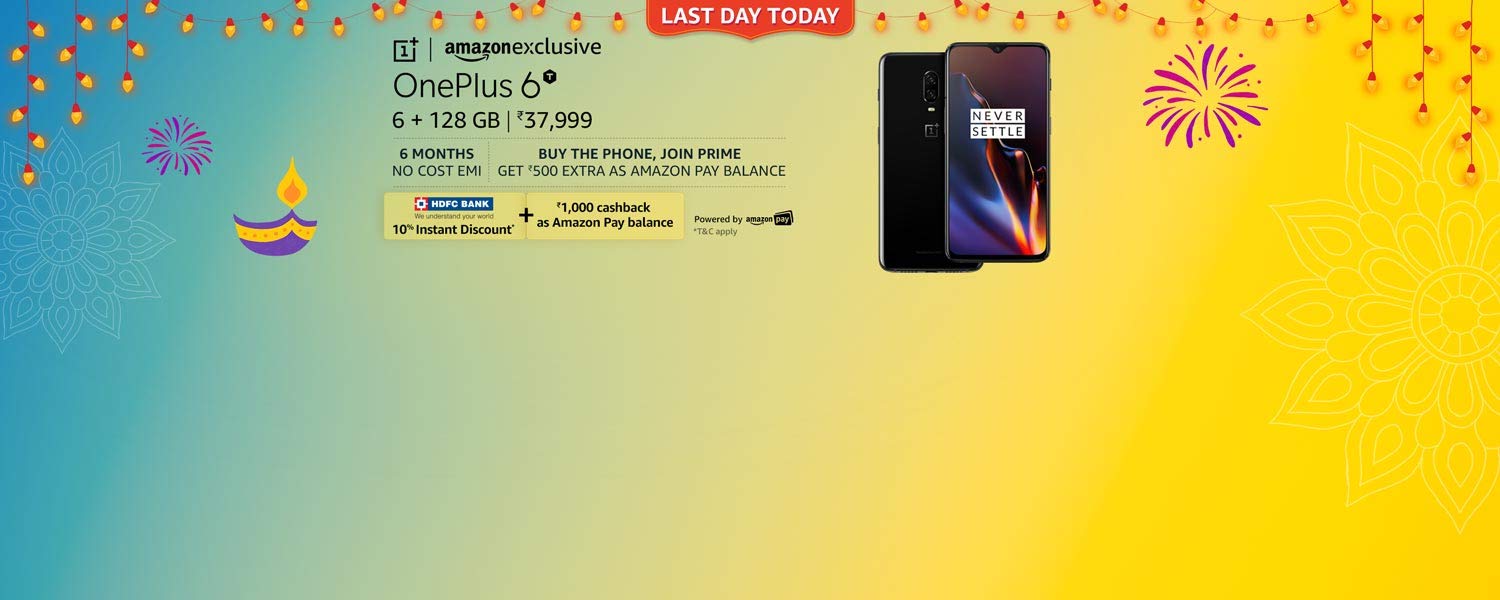 LAST DAY TODAY
1+ | amazonexclusive
OnePlus 6T
6 + 128 GB | ₹37,999
6 MONTHS
NO COST EMI
BUY THE PHONE, JOIN PRIME
GET ₹500 EXTRA AS AMAZON PAY BALANCE
HDFC BANK
We understand your world
10% Instant Discount*
+
₹1,000 cashback
as Amazon Pay balance
Powered by amazon pay
*T&C apply
1+
NEVER
SETTLE